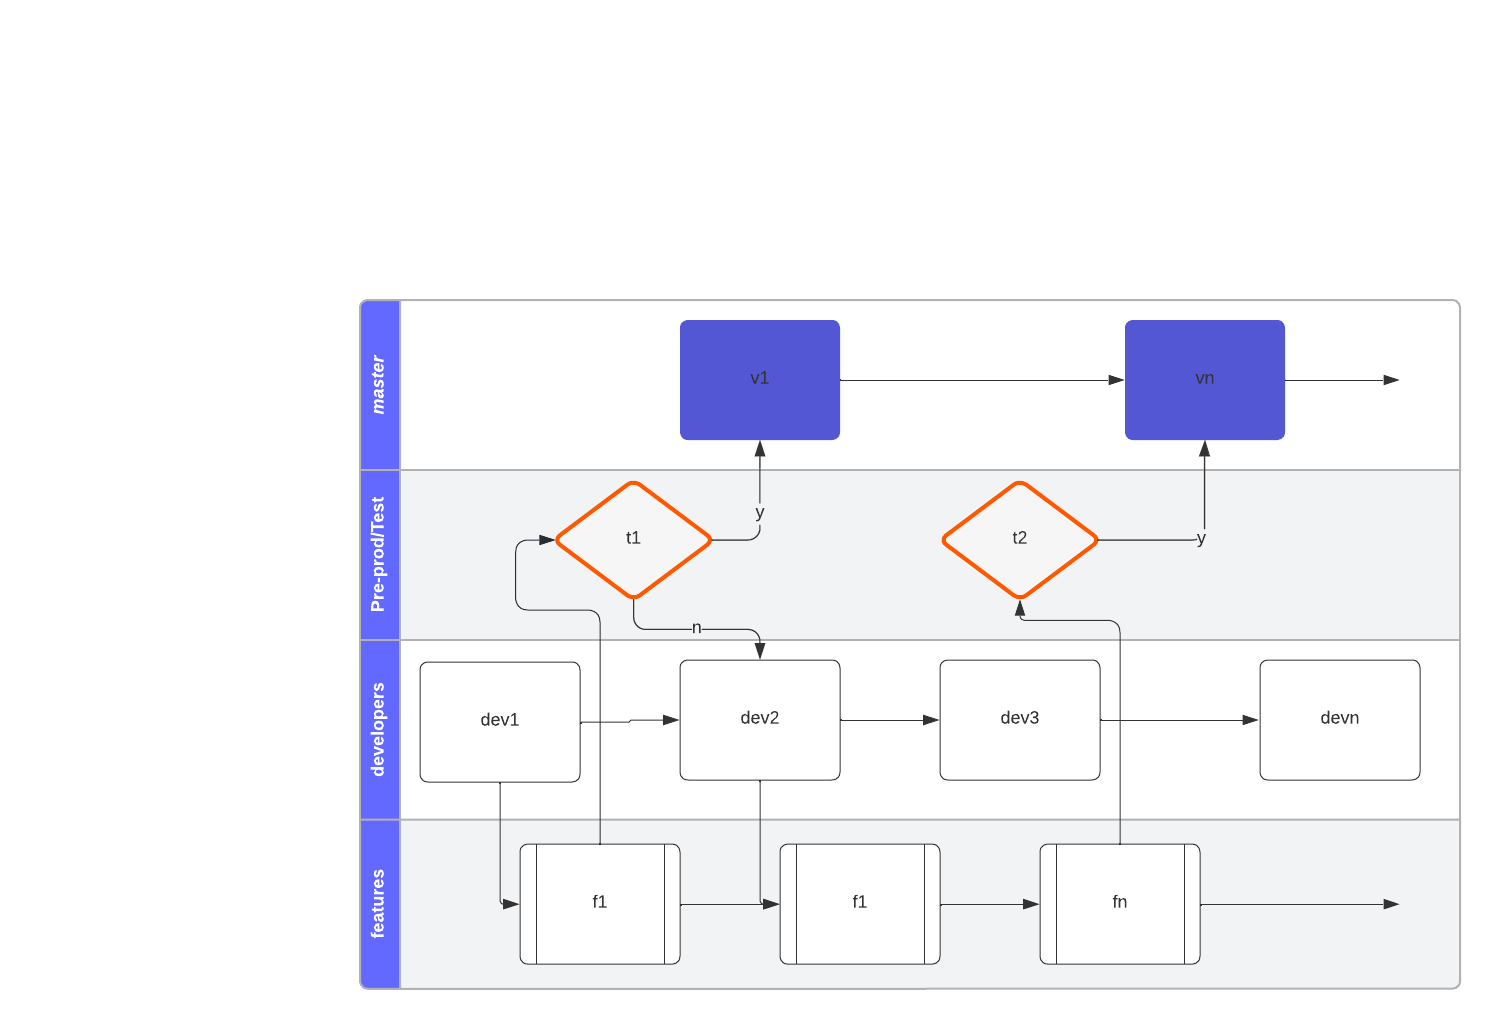 master
v1
vn
Pre-prod/Test
t1
y
t2
y
n
developers
dev1
dev2
dev3
devn
features
f1
f1
fn